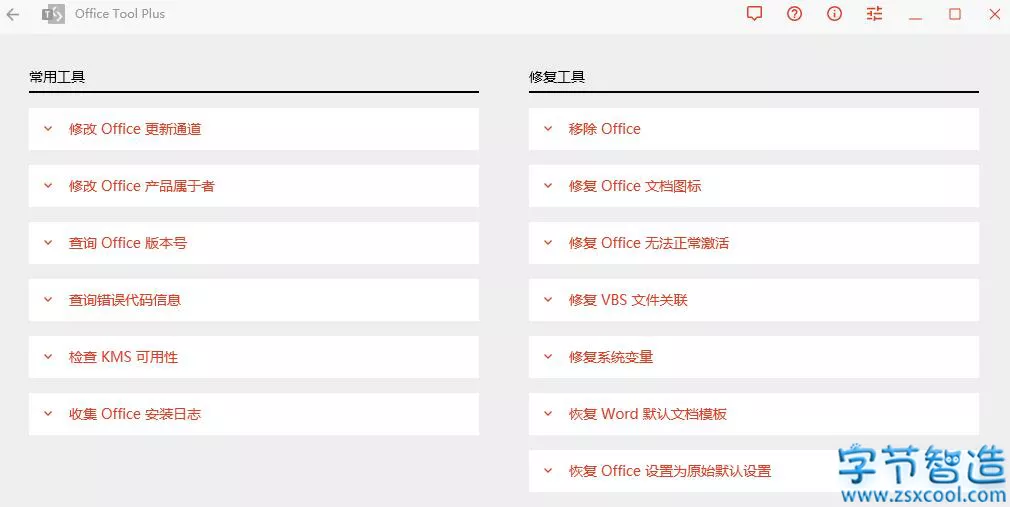 Office Tool Plus
常用工具
修改 Office 更新通道
修改 Office 产品属于者
查询 Office 版本号
查询错误代码信息
检查 KMS 可用性
收集 Office 安装日志
修复工具
移除 Office
修复 Office 文档图标
修复 Office 无法正常激活
修复 VBS 文件关联
修复系统变量
恢复 Word 默认文档模板
恢复 Office 设置为原始默认设置
字节智造
www.zsxcool.com